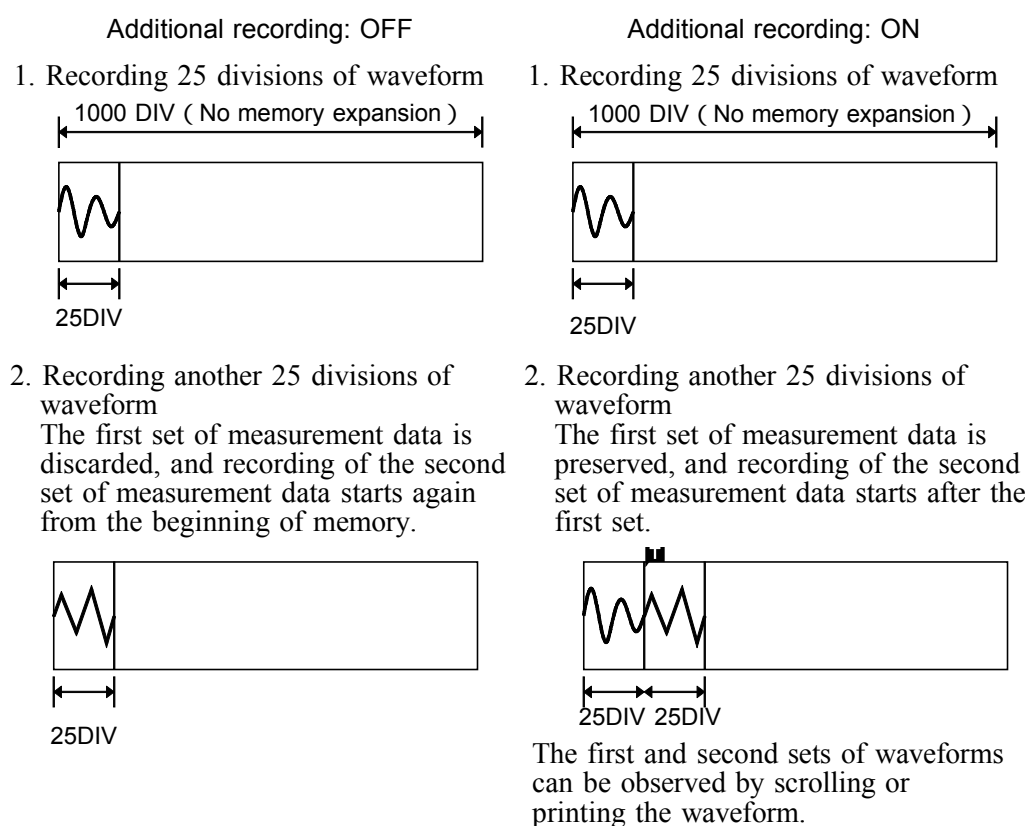 Additional recording: OFF
1. Recording 25 divisions of waveform
1000 DIV ( No memory expansion )
25DIV
2. Recording another 25 divisions of
waveform
The first set of measurement data is
discarded, and recording of the second
set of measurement data starts again
from the beginning of memory.
25DIV
Additional recording: ON
1. Recording 25 divisions of waveform
1000 DIV ( No memory expansion )
25DIV
2. Recording another 25 divisions of
waveform
The first set of measurement data is
preserved, and recording of the second
set of measurement data starts after the
first set.
25DIV 25DIV
The first and second sets of waveforms
can be observed by scrolling or
printing the waveform.